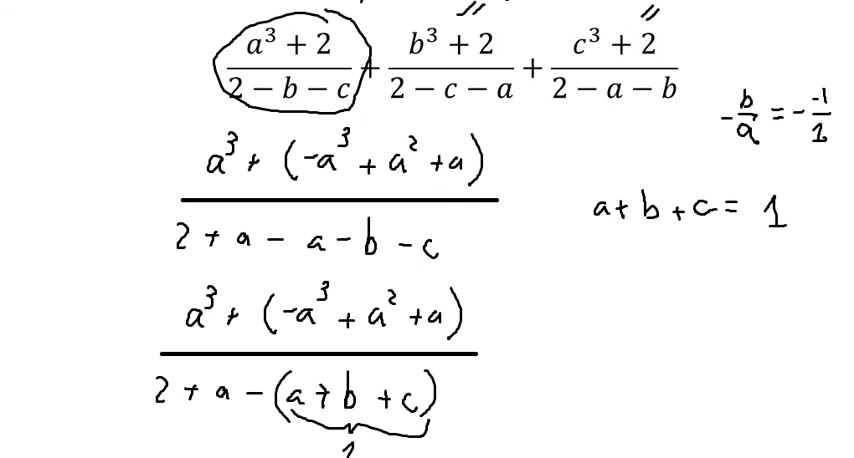 (a³ + 2)/(2 − b − c) + (b³ + 2)/(2 − c − a) + (c³ + 2)/(2 − a − b)
-b/a = -(-1)/1
a³ + (-a³ + a² + a)
2 + a - a - b - c
a + b + c = 1
a³ + (-a³ + a² + a)
2 + a - (a + b + c)
1